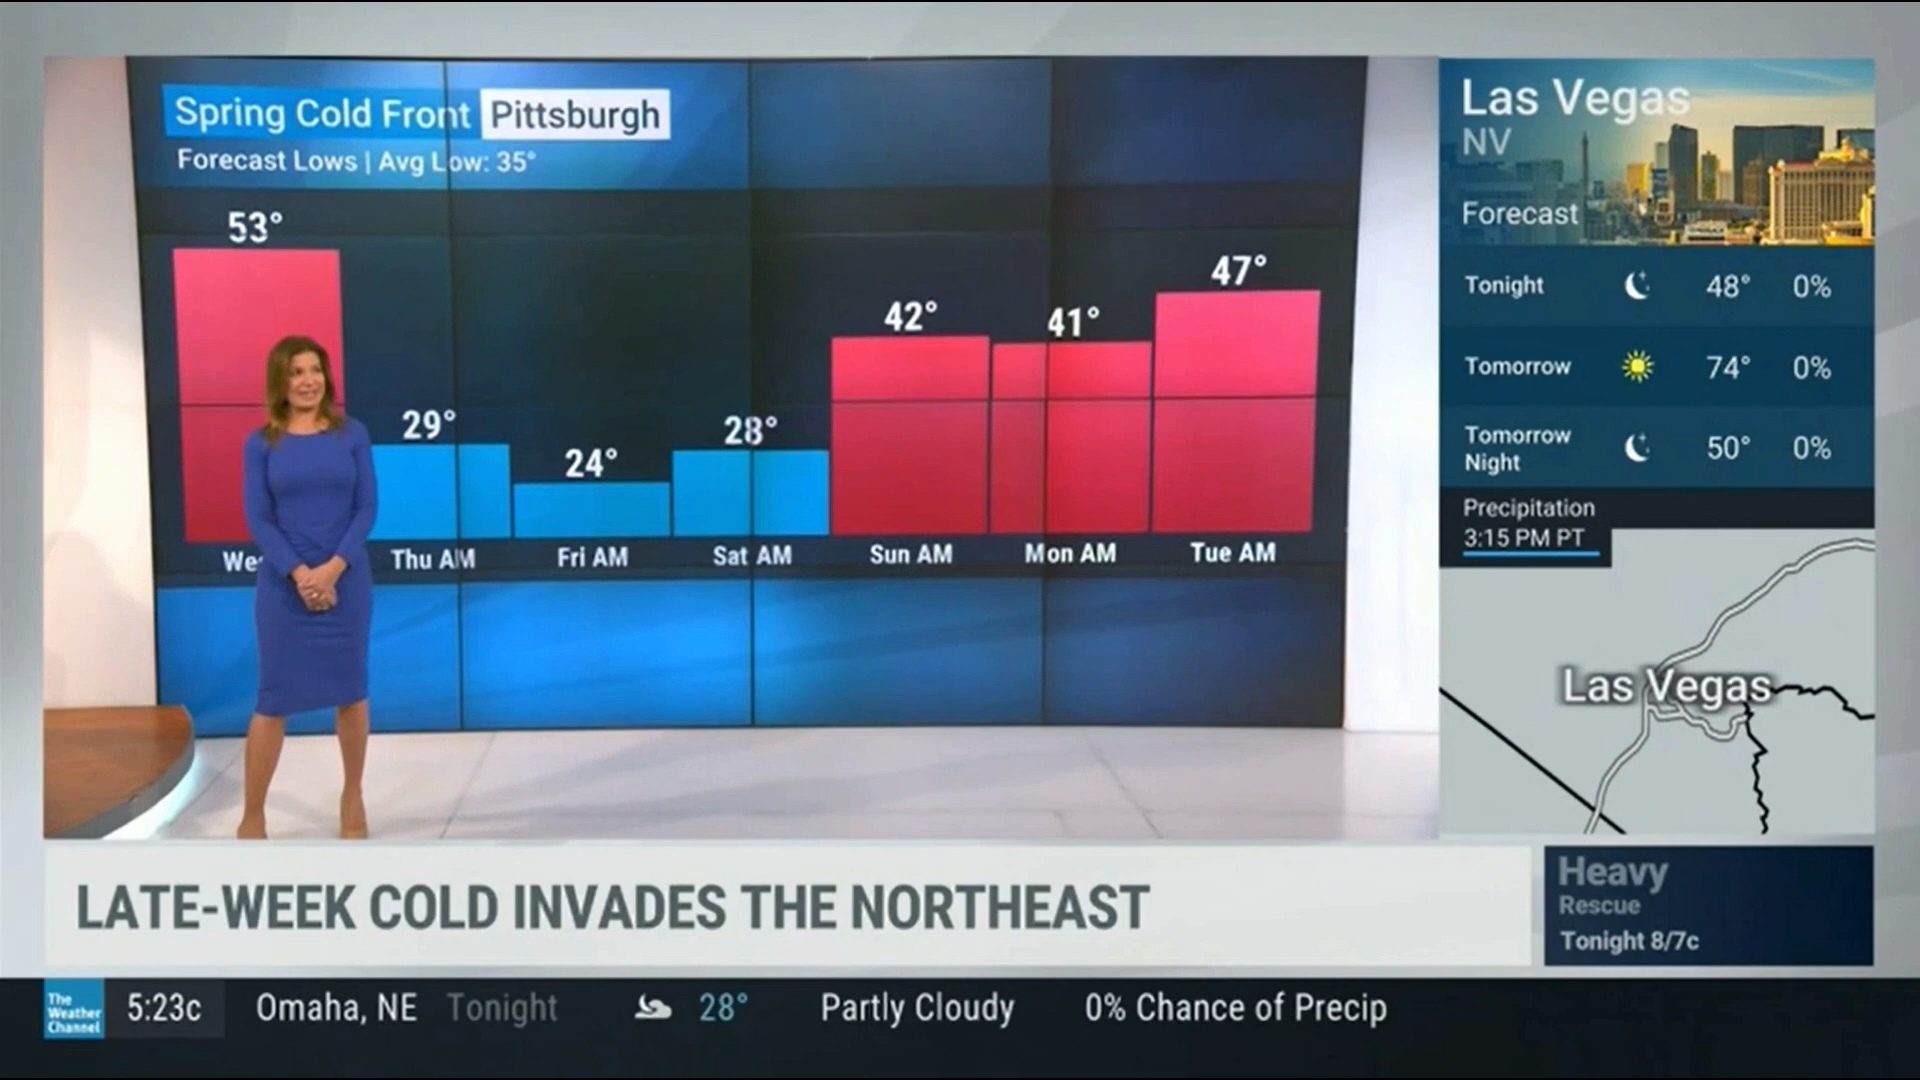 Spring Cold Front Pittsburgh
Forecast Lows | Avg Low: 35°
53°
29°
24°
28°
42°
41°
47°
Thu AM
Fri AM
Sat AM
Sun AM
Mon AM
Tue AM
Las Vegas
NV
Forecast
Tonight 48° 0%
Tomorrow 74° 0%
Tomorrow
Night 50° 0%
Precipitation
3:15 PM PT
Las Vegas
LATE-WEEK COLD INVADES THE NORTHEAST
Heavy
Rescue
Tonight 8/7c
The
Weather
Channel
5:23c Omaha, NE Tonight 28° Partly Cloudy 0% Chance of Precip